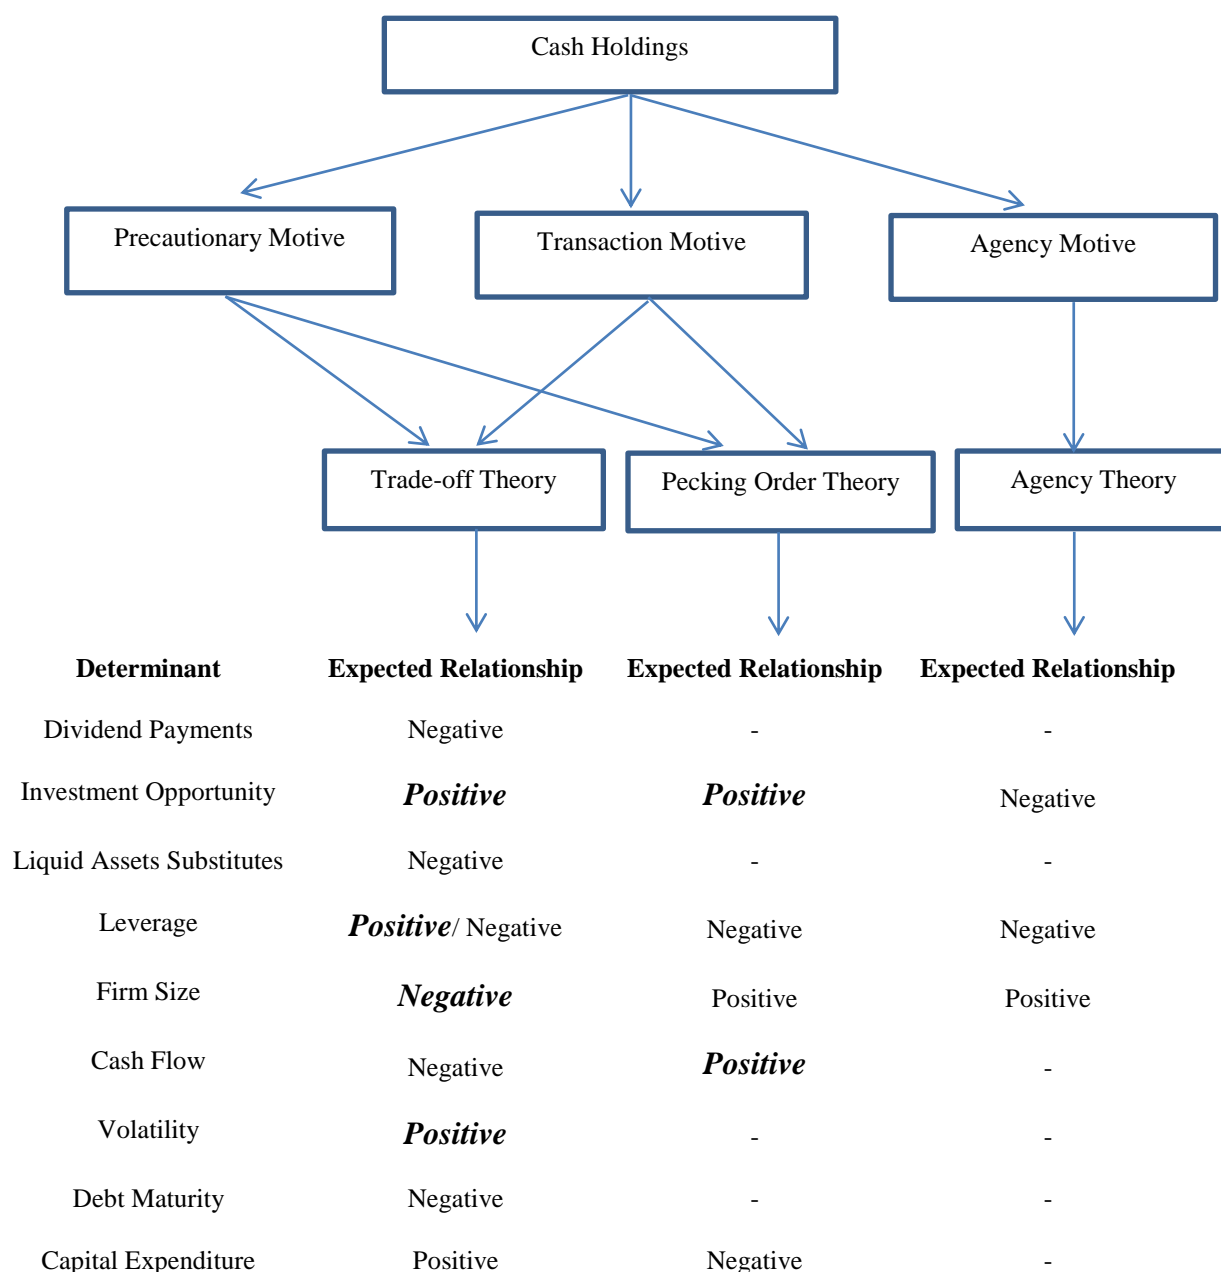 Cash Holdings
Precautionary Motive
Transaction Motive
Agency Motive
Trade-off Theory
Pecking Order Theory
Agency Theory
Determinant Expected Relationship Expected Relationship Expected Relationship
Dividend Payments Negative - -
Investment Opportunity Positive Positive Negative
Liquid Assets Substitutes Negative - -
Leverage Positive/ Negative Negative Negative
Firm Size Negative Positive Positive
Cash Flow Negative Positive -
Volatility Positive - -
Debt Maturity Negative - -
Capital Expenditure Positive Negative -